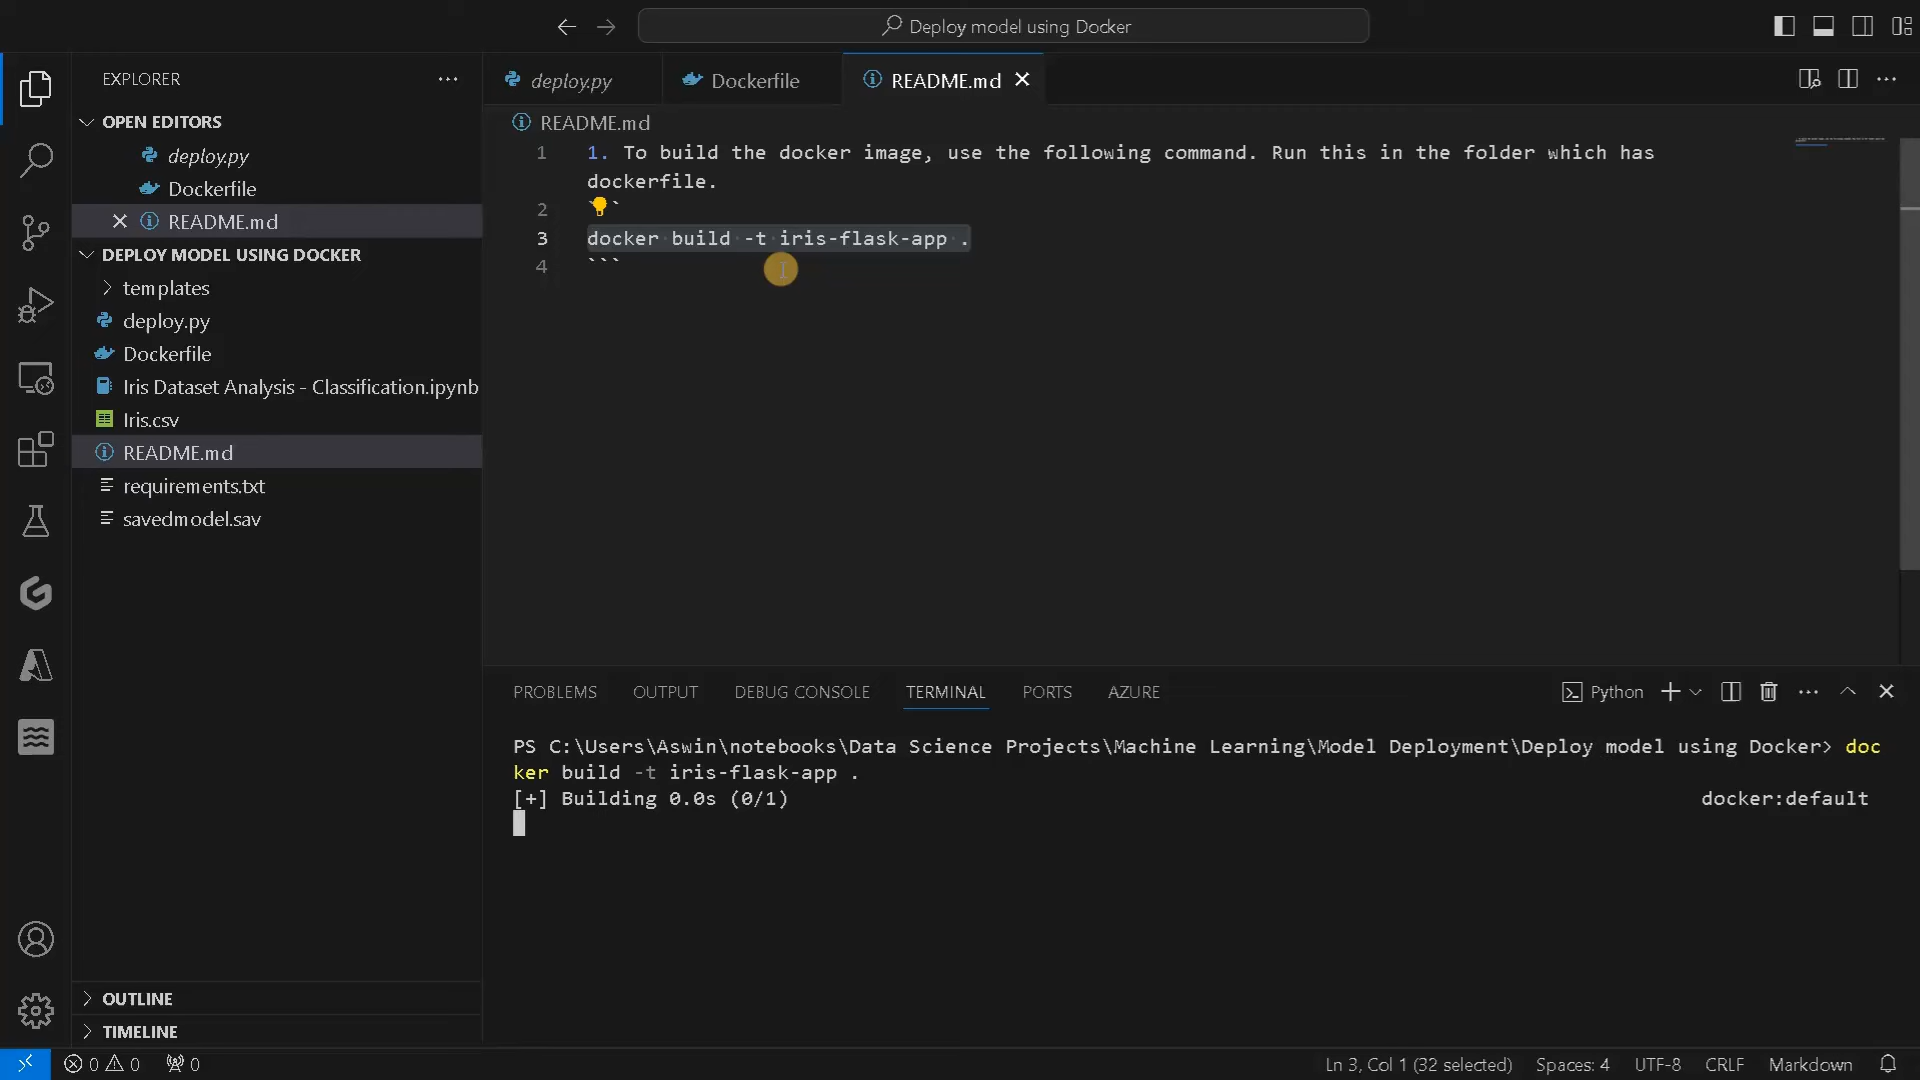 Deploy model using Docker
EXPLORER
OPEN EDITORS
deploy.py
Dockerfile
README.md
DEPLOY MODEL USING DOCKER
templates
deploy.py
Dockerfile
Iris Dataset Analysis - Classification.ipynb
Iris.csv
README.md
requirements.txt
savedmodel.sav
OUTLINE
TIMELINE
deploy.py
Dockerfile
README.md
README.md
1 1. To build the docker image, use the following command. Run this in the folder which has
dockerfile.
2
3 docker build -t iris-flask-app .
4 ```
PROBLEMS OUTPUT DEBUG CONSOLE TERMINAL PORTS AZURE
Python
PS C:\Users\Aswin\notebooks\Data Science Projects\Machine Learning\Model Deployment\Deploy model using Docker> doc
ker build -t iris-flask-app .
[+] Building 0.0s (0/1) docker:default
0 0 0
Ln 3, Col 1 (32 selected) Spaces: 4 UTF-8 CRLF Markdown